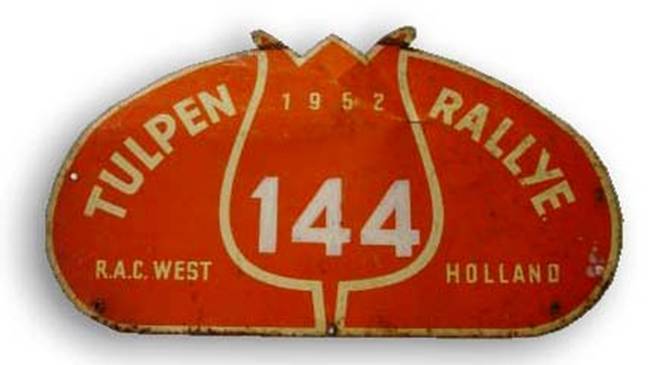 TULPEN RALLYE
1952
144
R.A.C. WEST HOLLAND